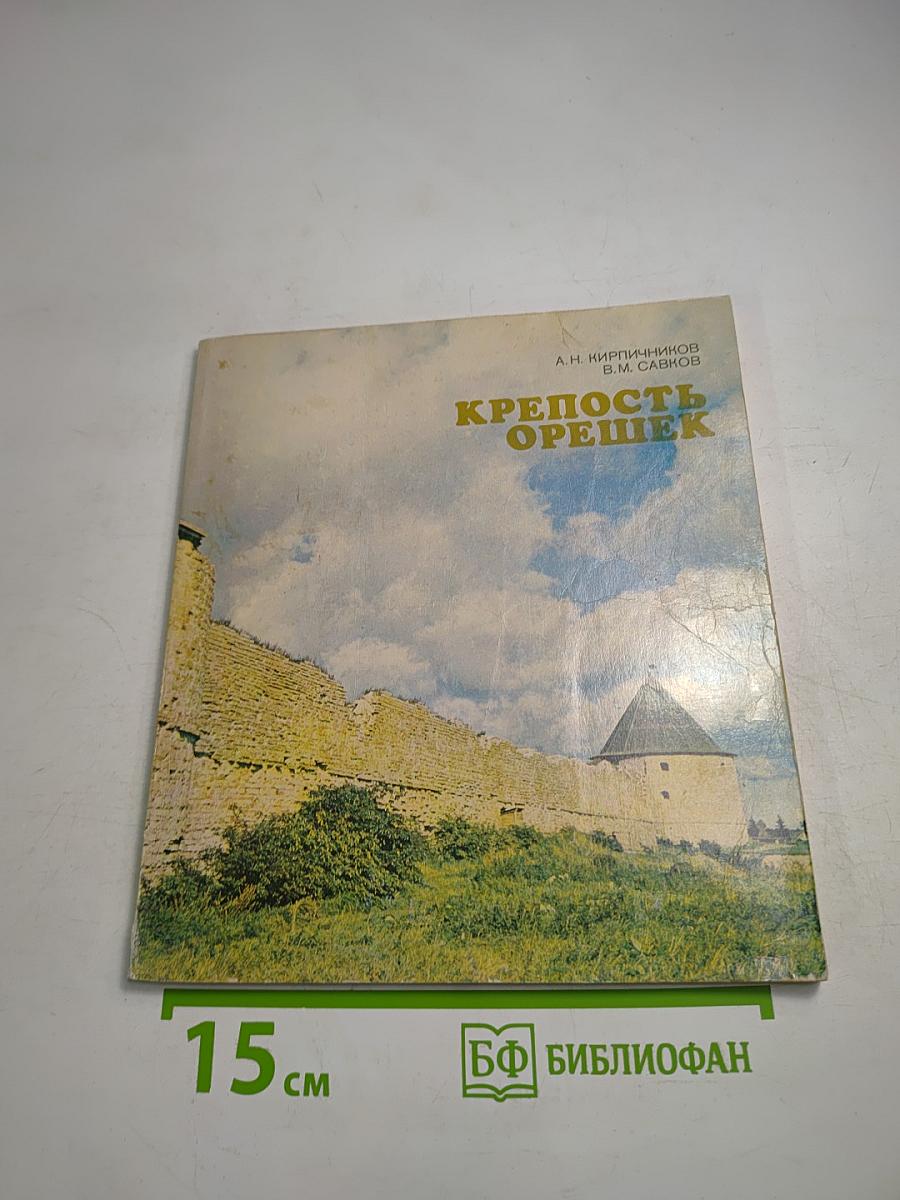 А.Н. КИРПИЧНИКОВ
В.М. САВКОВ
КРЕПОСТЬ
ОРЕШЕК
15 см
БФ БИБЛИОФАН